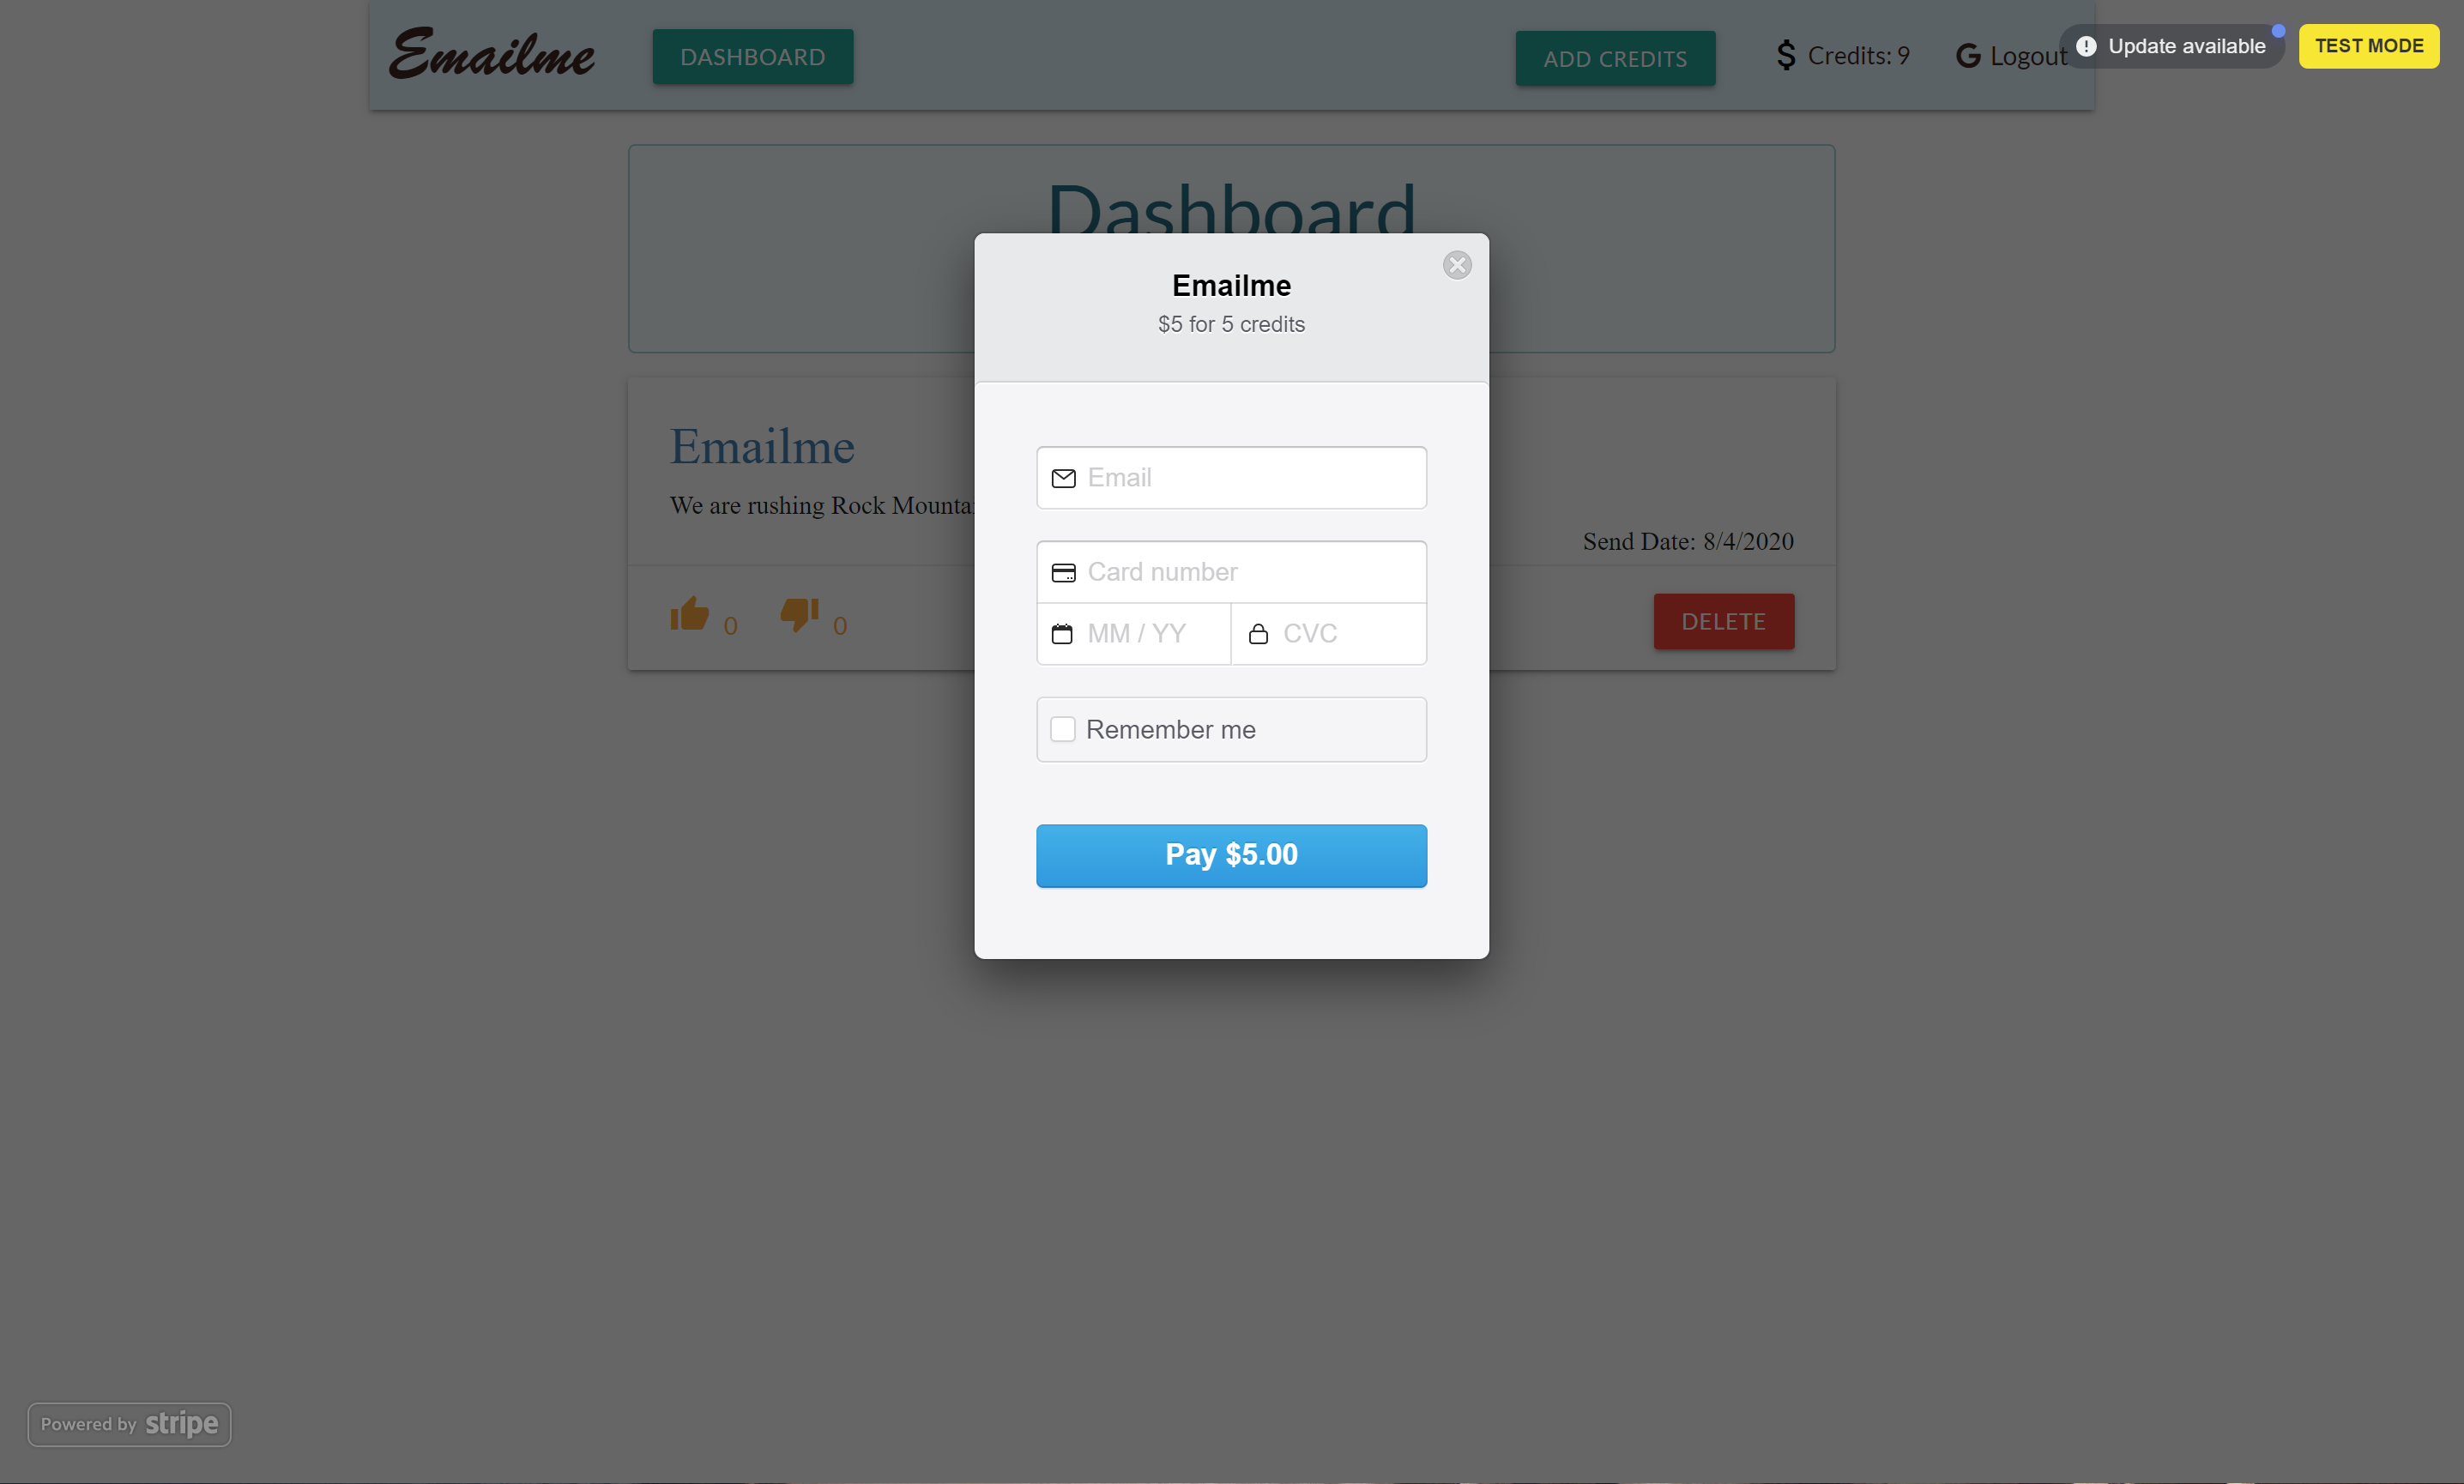 Emailme
DASHBOARD
ADD CREDITS
$ Credits: 9
G Logout
Update available
TEST MODE
Dashboard
Emailme
$5 for 5 credits
Emailme
We are rushing Rock
Send Date: 8/4/2020
0
0
DELETE
Email
Card number
MM / YY
CVC
Remember me
Pay $5.00
Powered by stripe